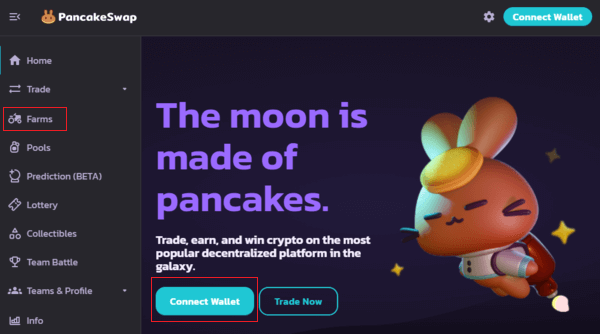 PancakeSwap
Connect Wallet
Home
Trade
Farms
Pools
Prediction (BETA)
Lottery
Collectibles
Team Battle
Teams & Profile
Info
The moon is
made of
pancakes.
Trade, earn, and win crypto on the most
popular decentralized platform in the
galaxy.
Connect Wallet
Trade Now